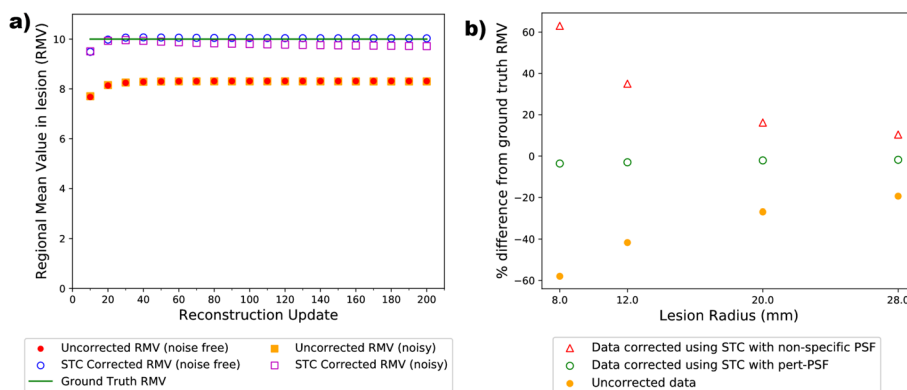 a)
Regional Mean Value in lesion (RMV)
10
8
6
4
2
0
0 20 40 60 80 100 120 140 160 180 200
Reconstruction Update
Uncorrected RMV (noise free)
Uncorrected RMV (noisy)
STC Corrected RMV (noise free)
STC Corrected RMV (noisy)
Ground Truth RMV
b)
% difference from ground truth RMV
60
40
20
0
−20
−40
−60
8.0 12.0 20.0 28.0
Lesion Radius (mm)
Data corrected using STC with non-specific PSF
Data corrected using STC with pert-PSF
Uncorrected data